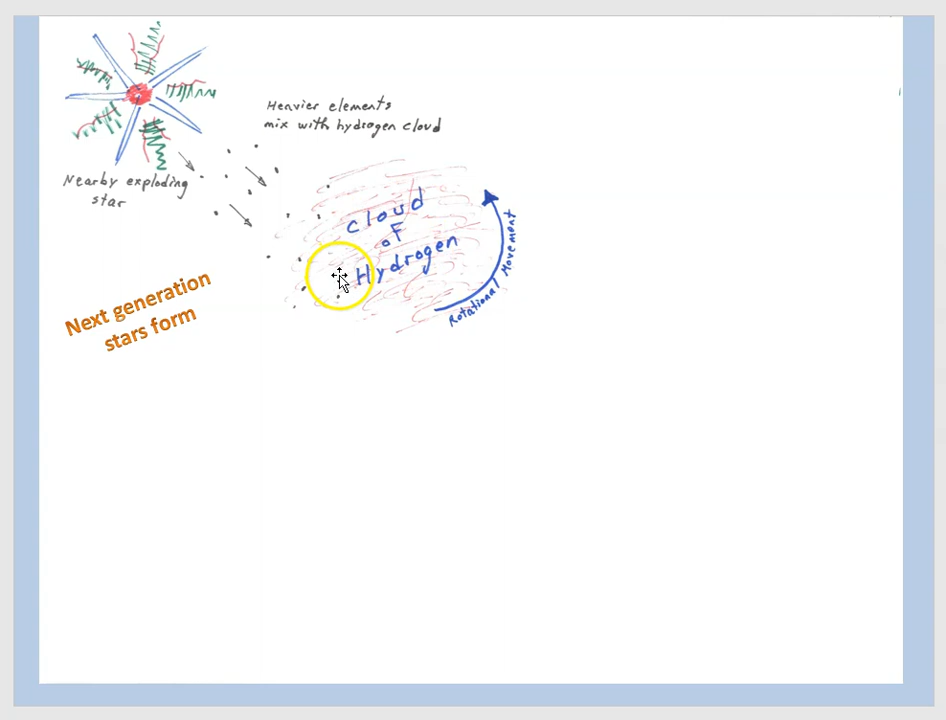 Heavier elements
mix with hydrogen cloud
Nearby exploding
star
cloud
of
Hydrogen
Rotational Movement
Next generation
stars form